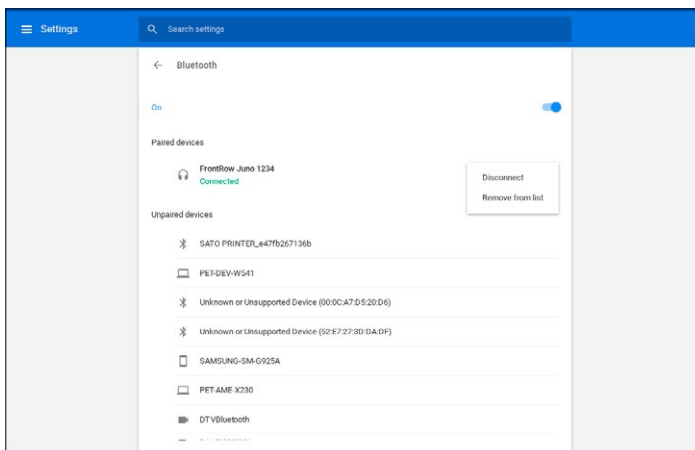 Settings
Search settings
Bluetooth
On
Paired devices
FrontRow Juno 1234
Connected
Disconnect
Remove from list
Unpaired devices
SATO PRINTER_e47fb267136b
PET-DEV-W541
Unknown or Unsupported Device (00:0C:A7:D5:20:D6)
Unknown or Unsupported Device (52:E7:27:3D:DA:DF)
SAMSUNG-SM-G925A
PET-AME-X230
DTVBluetooth